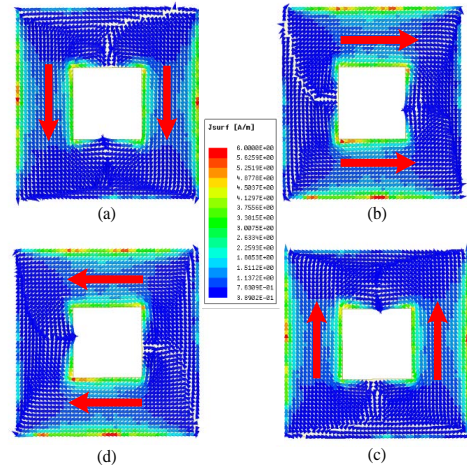 Jsurf [A/m]
6.0000E+00
5.6259E+00
5.2519E+00
4.8778E+00
4.5037E+00
4.1297E+00
3.7556E+00
3.3815E+00
3.0075E+00
2.6334E+00
2.2593E+00
1.8853E+00
1.5112E+00
1.1372E+00
7.6309E-01
3.8902E-01
(a)
(b)
(d)
(c)